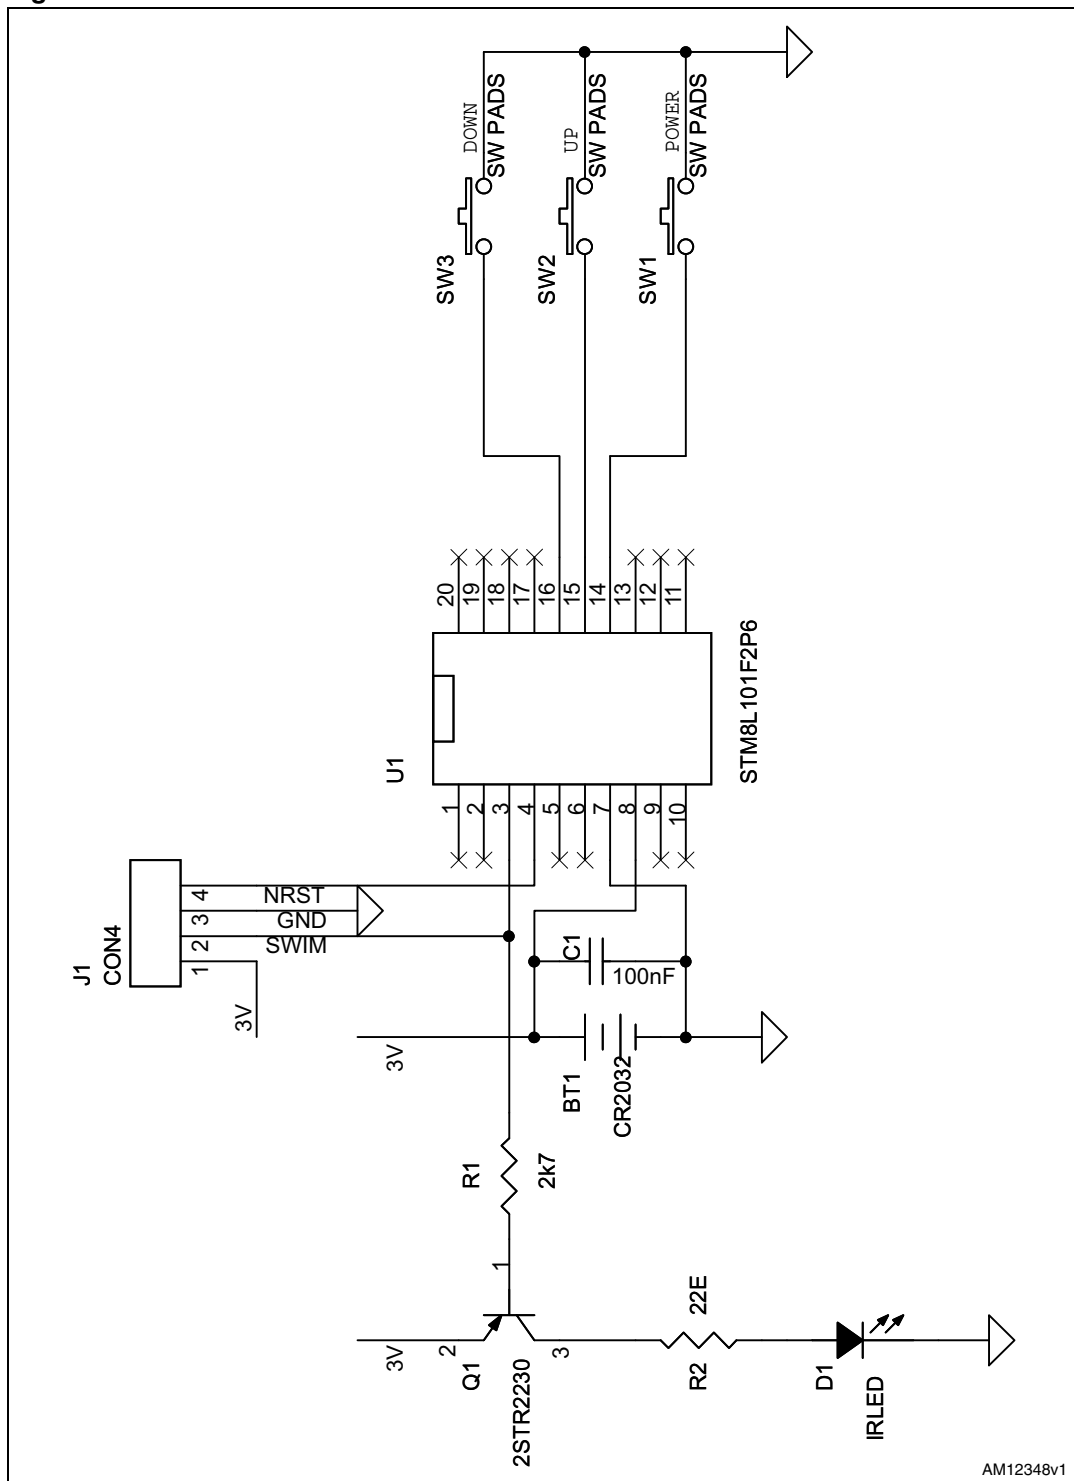 DOWN
SW PADS
UP
SW PADS
POWER
SW PADS
SW3
SW2
SW1
20
19
18
17
16
15
14
13
12
11
U1
STM8L101F2P6
1
2
3
4
5
6
7
8
9
10
J1
CON4
4
3
2
1
NRST
GND
SWIM
3V
3V
C1
100nF
BT1
CR2032
R1
2k7
1
3V
2
Q1
2STR2230
3
22E
R2
D1
IRLED
AM12348v1